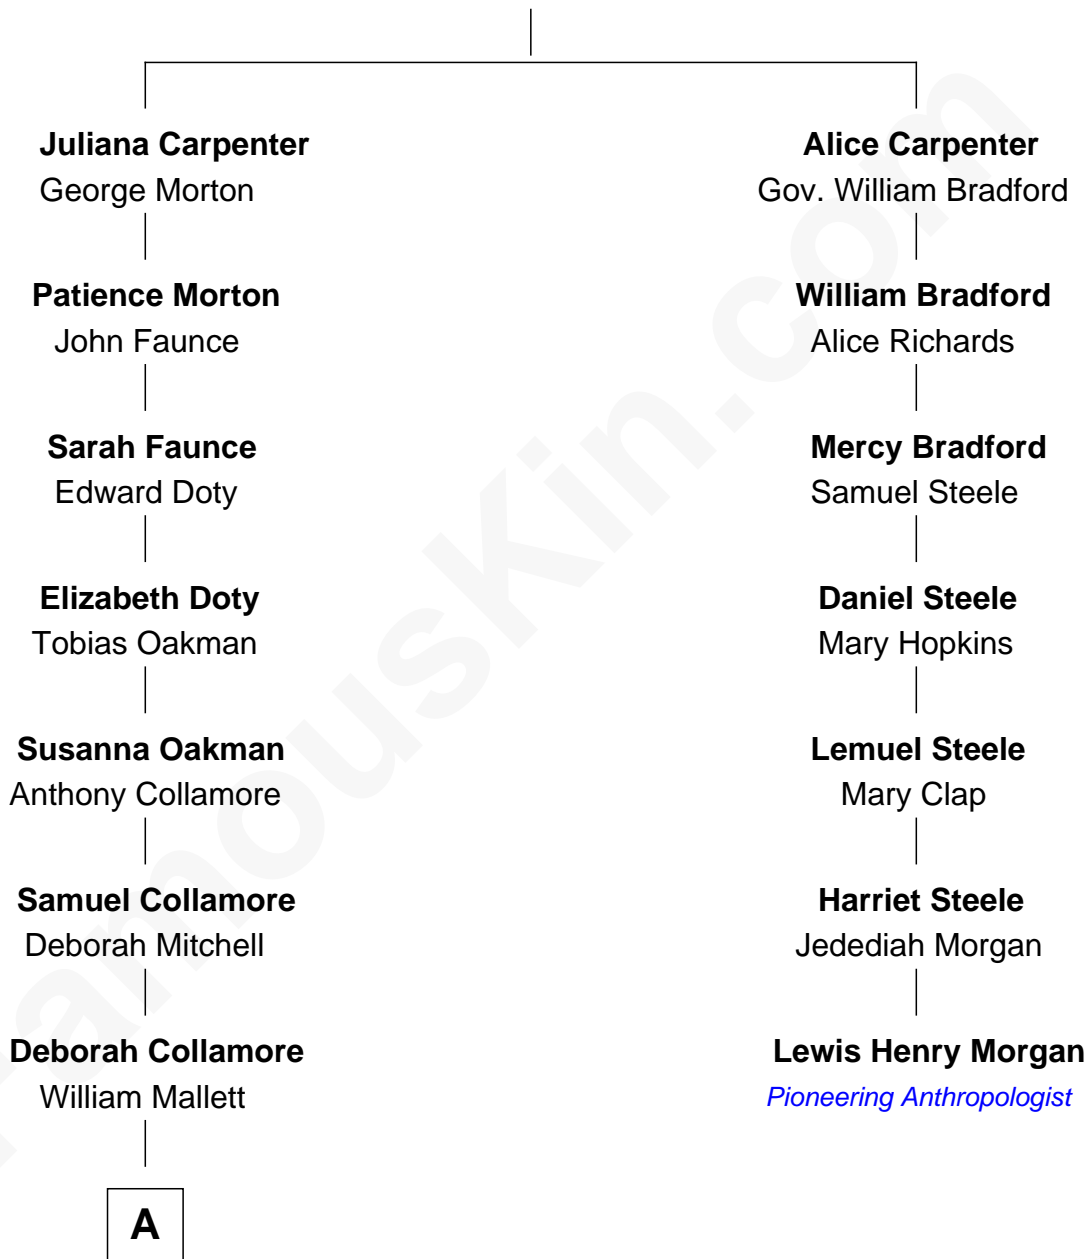 Juliana Carpenter
George Morton
Patience Morton
John Faunce
Sarah Faunce
Edward Doty
Elizabeth Doty
Tobias Oakman
Susanna Oakman
Anthony Collamore
Samuel Collamore
Deborah Mitchell
Deborah Collamore
William Mallett
A
Alice Carpenter
Gov. William Bradford
William Bradford
Alice Richards
Mercy Bradford
Samuel Steele
Daniel Steele
Mary Hopkins
Lemuel Steele
Mary Clap
Harriet Steele
Jedediah Morgan
Lewis Henry Morgan
Pioneering Anthropologist
FamousKin.com